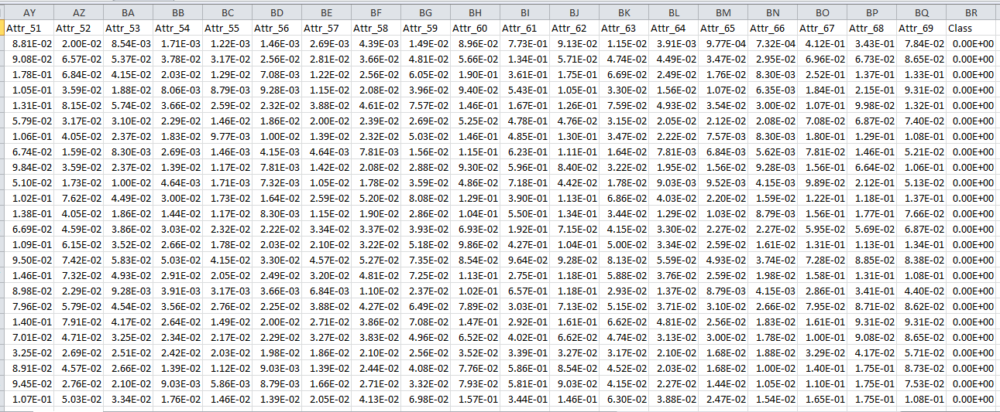 AY AZ BA BB BC BD BE BF BG BH BI BJ BK BL BM BN BO BP BQ BR
Attr_51 Attr_52 Attr_53 Attr_54 Attr_55 Attr_56 Attr_57 Attr_58 Attr_59 Attr_60 Attr_61 Attr_62 Attr_63 Attr_64 Attr_65 Attr_66 Attr_67 Attr_68 Attr_69 Class
8.81E-02 2.00E-02 8.54E-03 1.71E-03 1.22E-03 1.46E-03 2.69E-03 4.39E-03 1.49E-02 8.96E-02 7.73E-01 9.13E-02 1.15E-02 3.91E-03 9.77E-04 7.32E-04 4.12E-01 3.43E-01 7.84E-02 0.00E+00
9.08E-02 6.57E-02 5.37E-02 3.78E-02 3.17E-02 2.56E-02 2.81E-02 3.66E-02 4.81E-02 5.66E-02 1.34E-01 5.71E-02 4.74E-02 4.49E-02 3.47E-02 2.95E-02 6.96E-02 6.73E-02 8.65E-02 0.00E+00
1.78E-01 6.84E-02 4.15E-02 2.03E-02 1.29E-02 7.08E-03 1.22E-02 2.56E-02 6.05E-02 1.90E-01 3.61E-01 1.75E-01 6.69E-02 2.49E-02 1.76E-02 8.30E-03 2.52E-01 1.37E-01 1.33E-01 0.00E+00
1.05E-01 3.59E-02 1.88E-02 8.06E-03 8.79E-03 9.28E-03 1.15E-02 2.08E-02 3.96E-02 9.40E-02 5.43E-01 1.05E-01 3.30E-02 1.56E-02 1.07E-02 6.35E-03 1.84E-01 2.15E-01 9.31E-02 0.00E+00
1.31E-01 8.15E-02 5.74E-02 3.66E-02 2.59E-02 2.32E-02 3.88E-02 4.61E-02 7.57E-02 1.46E-01 1.67E-01 1.26E-01 7.59E-02 4.93E-02 3.54E-02 3.00E-02 1.07E-01 9.98E-02 1.32E-01 0.00E+00
5.79E-02 3.17E-02 3.10E-02 2.29E-02 1.46E-02 1.86E-02 2.00E-02 2.39E-02 2.69E-02 5.25E-02 4.78E-01 4.76E-02 3.15E-02 2.05E-02 2.12E-02 2.08E-02 7.08E-02 6.87E-02 7.40E-02 0.00E+00
1.06E-01 4.05E-02 2.37E-02 1.83E-02 9.77E-03 1.00E-02 1.39E-02 2.32E-02 5.03E-02 1.46E-01 4.85E-01 1.30E-01 3.47E-02 2.22E-02 7.57E-03 8.30E-03 1.80E-01 1.29E-01 1.08E-01 0.00E+00
6.74E-02 1.59E-02 8.30E-03 2.69E-03 1.46E-03 4.15E-03 4.64E-03 7.81E-03 1.56E-02 1.15E-01 6.23E-01 1.11E-01 1.64E-02 7.81E-03 6.84E-03 5.62E-03 7.81E-02 1.46E-01 5.21E-02 0.00E+00
9.84E-02 3.59E-02 2.37E-02 1.39E-02 1.17E-02 7.81E-03 1.42E-02 2.08E-02 2.88E-02 9.30E-02 5.96E-01 8.40E-02 3.22E-02 1.95E-02 1.56E-02 9.28E-03 1.56E-01 6.64E-02 1.06E-01 0.00E+00
5.10E-02 1.73E-02 1.00E-02 4.64E-03 1.71E-03 7.32E-03 1.05E-02 1.78E-02 3.59E-02 4.86E-02 7.18E-01 4.42E-02 1.78E-02 9.03E-03 9.52E-03 4.15E-03 9.89E-02 2.12E-01 5.13E-02 0.00E+00
1.02E-01 7.62E-02 4.49E-02 3.00E-02 1.73E-02 1.64E-02 2.59E-02 5.20E-02 8.08E-02 1.29E-01 3.90E-01 1.13E-01 6.86E-02 4.03E-02 2.20E-02 1.59E-02 1.22E-01 1.18E-01 1.37E-01 0.00E+00
1.38E-01 4.05E-02 1.86E-02 1.44E-02 1.17E-02 8.30E-03 1.15E-02 1.90E-02 2.86E-02 1.04E-01 5.50E-01 1.34E-01 3.44E-02 1.29E-02 1.03E-02 8.79E-03 1.56E-01 1.77E-01 7.66E-02 0.00E+00
6.69E-02 4.59E-02 3.86E-02 3.03E-02 2.32E-02 2.22E-02 3.34E-02 3.37E-02 3.93E-02 6.93E-02 1.92E-01 7.15E-02 4.15E-02 3.30E-02 2.27E-02 2.27E-02 5.95E-02 5.69E-02 6.87E-02 0.00E+00
1.09E-01 6.15E-02 3.52E-02 2.66E-02 1.78E-02 2.03E-02 2.10E-02 3.22E-02 5.18E-02 9.86E-02 4.27E-01 1.04E-01 5.00E-02 3.34E-02 2.59E-02 1.61E-02 1.31E-01 1.13E-01 1.34E-01 0.00E+00
9.50E-02 7.42E-02 5.83E-02 5.03E-02 4.15E-02 3.30E-02 4.57E-02 5.27E-02 7.35E-02 8.54E-02 9.64E-02 9.28E-02 8.13E-02 5.59E-02 4.93E-02 3.74E-02 7.28E-02 8.85E-02 8.38E-02 0.00E+00
1.46E-01 7.32E-02 4.93E-02 2.91E-02 2.05E-02 2.49E-02 3.20E-02 4.81E-02 7.25E-02 1.13E-01 2.75E-01 1.18E-01 5.88E-02 3.76E-02 2.59E-02 1.98E-02 1.58E-01 1.31E-01 1.08E-01 0.00E+00
8.98E-02 2.29E-02 9.28E-03 3.91E-03 3.17E-03 3.66E-03 6.84E-03 1.10E-02 2.37E-02 1.02E-01 6.57E-01 1.18E-01 2.93E-02 1.37E-02 8.79E-03 4.15E-03 2.86E-01 3.41E-01 4.40E-02 0.00E+00
7.96E-02 5.79E-02 4.54E-02 3.56E-02 2.76E-02 2.25E-02 3.88E-02 4.27E-02 6.49E-02 7.89E-02 3.03E-01 7.13E-02 5.15E-02 3.71E-02 3.10E-02 2.66E-02 7.95E-02 8.71E-02 8.62E-02 0.00E+00
1.40E-01 7.91E-02 4.17E-02 2.64E-02 1.49E-02 2.00E-02 2.71E-02 3.86E-02 7.08E-02 1.47E-01 2.92E-01 1.61E-01 6.62E-02 4.81E-02 2.56E-02 1.83E-02 1.61E-01 9.31E-02 9.31E-02 0.00E+00
7.01E-02 4.71E-02 3.25E-02 2.34E-02 2.17E-02 2.29E-02 3.27E-02 3.83E-02 4.96E-02 6.52E-02 4.02E-01 6.62E-02 4.74E-02 3.13E-02 3.00E-02 1.78E-02 1.00E-01 9.08E-02 8.65E-02 0.00E+00
3.25E-02 2.69E-02 2.51E-02 2.42E-02 2.03E-02 1.98E-02 1.86E-02 2.10E-02 2.56E-02 3.52E-02 3.39E-01 3.27E-02 3.17E-02 2.10E-02 1.68E-02 1.88E-02 3.29E-02 4.17E-02 5.71E-02 0.00E+00
8.91E-02 4.57E-02 2.66E-02 1.39E-02 1.12E-02 9.03E-03 1.39E-02 2.44E-02 4.08E-02 7.76E-02 5.86E-01 8.54E-02 4.52E-02 2.03E-02 1.68E-02 1.00E-02 1.40E-01 1.75E-01 8.73E-02 0.00E+00
9.45E-02 2.76E-02 2.10E-02 9.03E-03 5.86E-03 8.79E-03 1.66E-02 2.71E-02 3.32E-02 7.93E-02 5.81E-01 9.03E-02 4.15E-02 2.27E-02 1.44E-02 1.05E-02 1.10E-01 1.75E-01 7.53E-02 0.00E+00
1.07E-01 5.03E-02 3.34E-02 1.76E-02 1.46E-02 1.39E-02 2.05E-02 4.13E-02 6.98E-02 1.57E-01 3.44E-01 1.46E-01 6.30E-02 3.88E-02 2.47E-02 1.54E-02 1.65E-01 1.75E-01 1.08E-01 0.00E+00